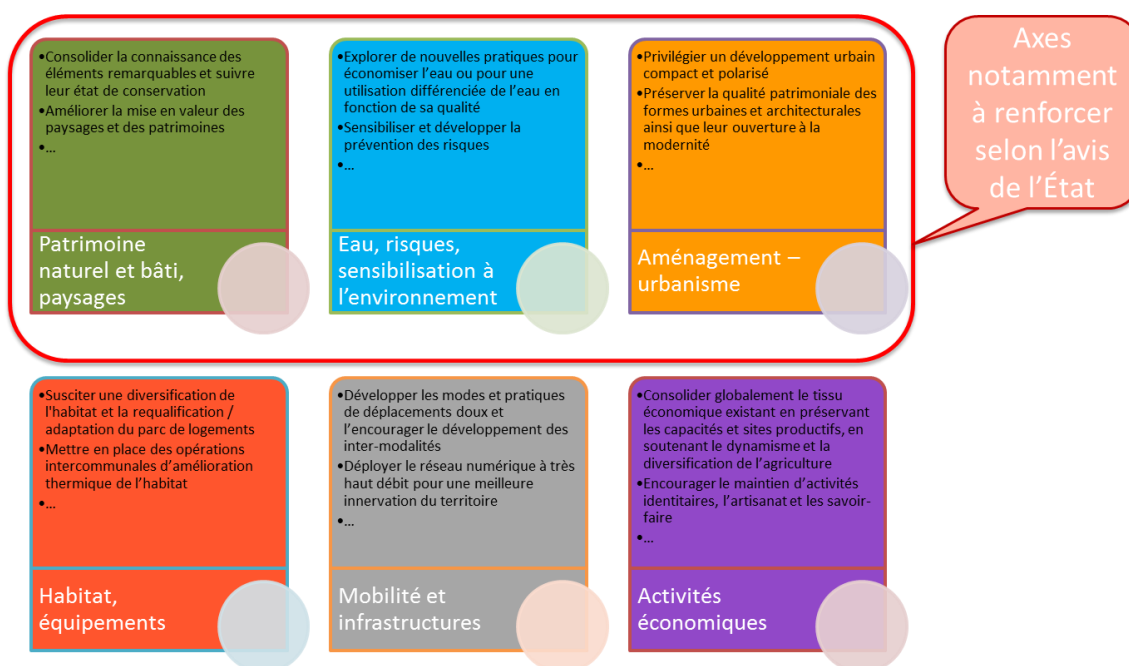 •Consolider la connaissance des
éléments remarquables et suivre
leur état de conservation
•Améliorer la mise en valeur des
paysages et des patrimoines
•...
Patrimoine
naturel et bâti,
paysages
•Explorer de nouvelles pratiques pour
économiser l'eau ou pour une
utilisation différenciée de l'eau en
fonction de sa qualité
•Sensibiliser et développer la
prévention des risques
•...
Eau, risques,
sensibilisation à
l'environnement
•Privilégier un développement urbain
compact et polarisé
•Préserver la qualité patrimoniale des
formes urbaines et architecturales
ainsi que leur ouverture à la
modernité
•...
Aménagement –
urbanisme
Axes
notamment
à renforcer
selon l'avis
de l'État
•Susciter une diversification de
l'habitat et la requalification /
adaptation du parc de logements
•Mettre en place des opérations
intercommunales d'amélioration
thermique de l'habitat
•...
Habitat,
équipements
•Développer les modes et pratiques
de déplacements doux et
l'encourager le développement des
inter-modalités
•Déployer le réseau numérique à très
haut débit pour une meilleure
innervation du territoire
•...
Mobilité et
infrastructures
•Consolider globalement le tissu
économique existant en préservant
les capacités et sites productifs, en
soutenant le dynamisme et la
diversification de l'agriculture
•Encourager le maintien d'activités
identitaires, l'artisanat et les savoir-
faire
•...
Activités
économiques